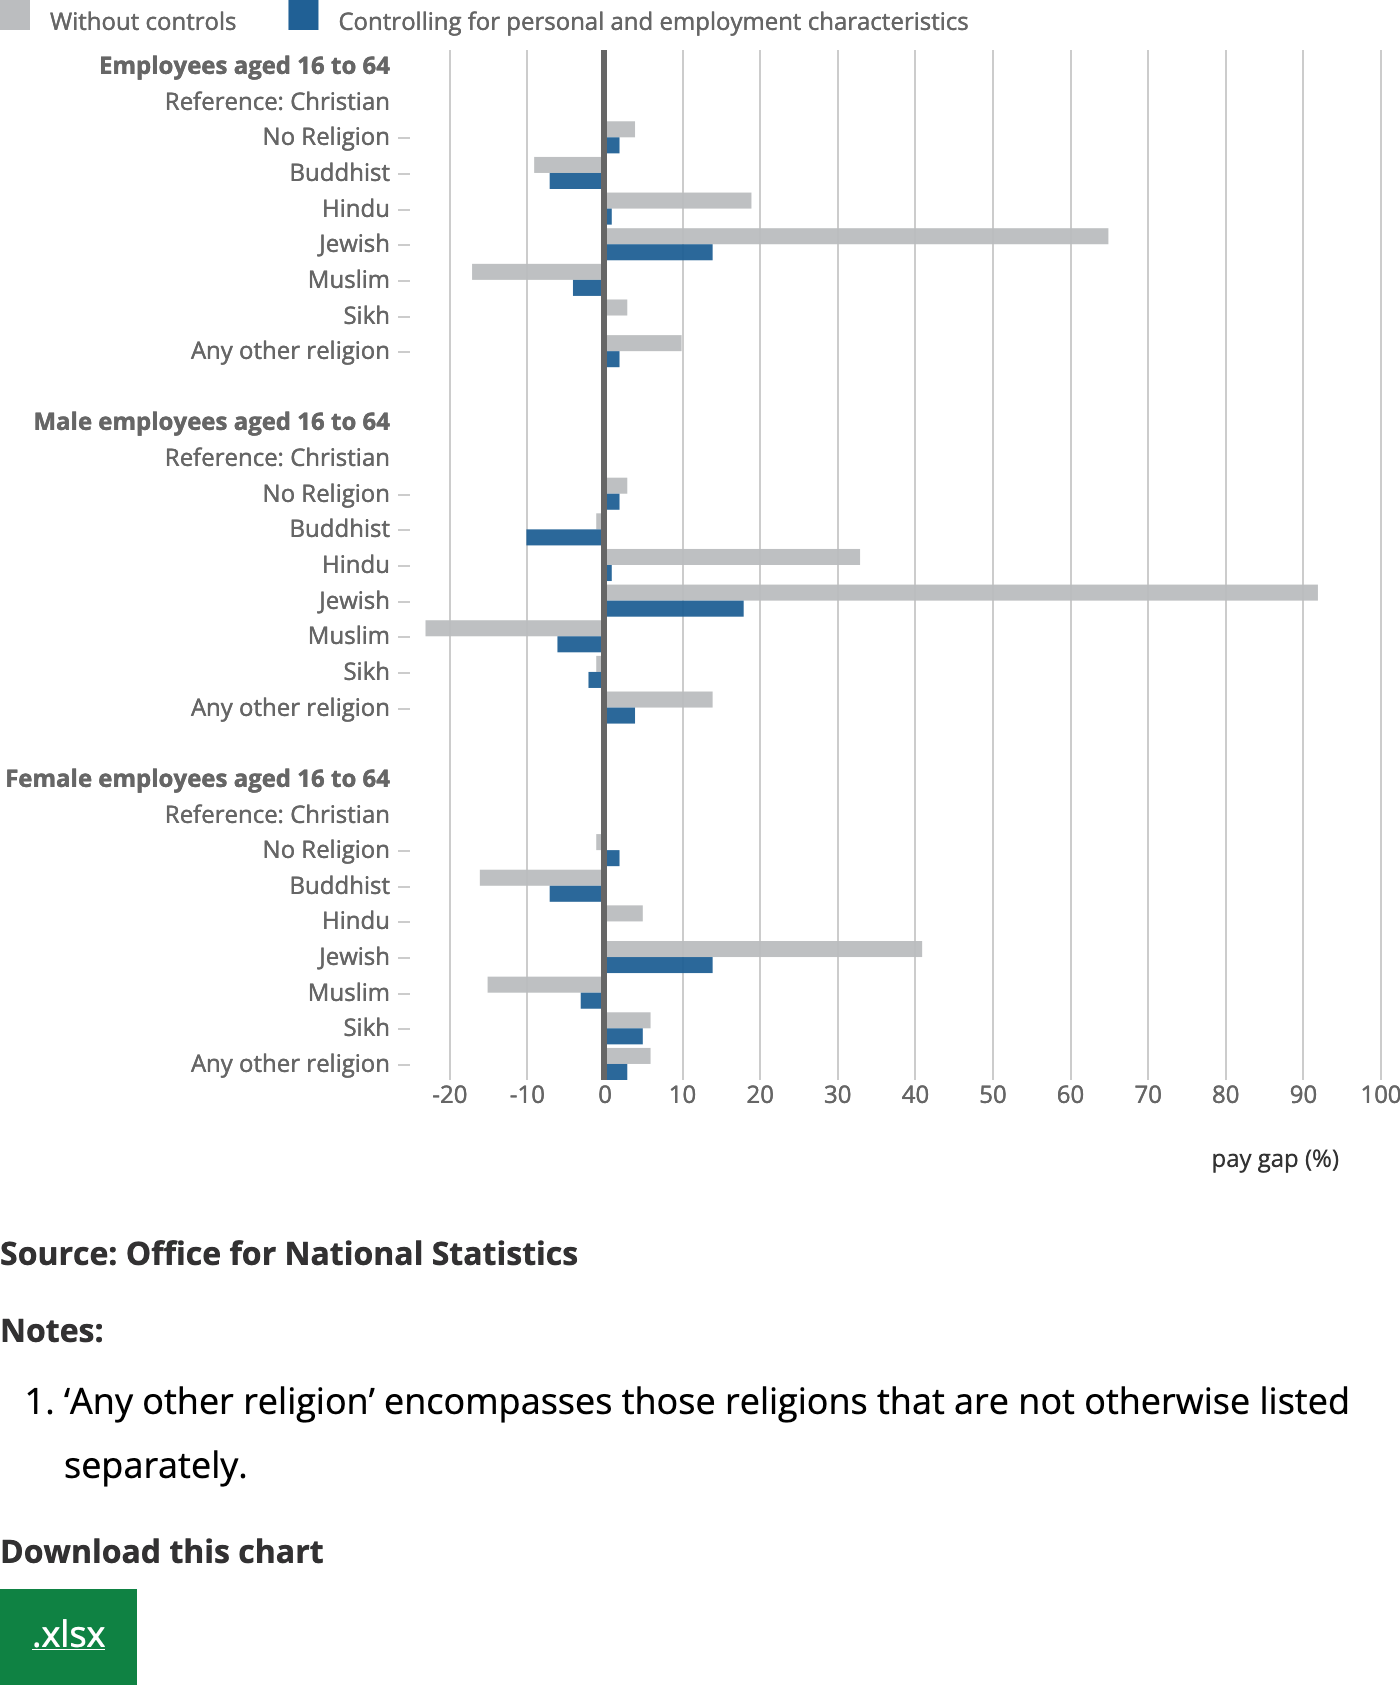 Without controls
Controlling for personal and employment characteristics
Employees aged 16 to 64
Reference: Christian
No Religion
Buddhist
Hindu
Jewish
Muslim
Sikh
Any other religion
Male employees aged 16 to 64
Reference: Christian
No Religion
Buddhist
Hindu
Jewish
Muslim
Sikh
Any other religion
Female employees aged 16 to 64
Reference: Christian
No Religion
Buddhist
Hindu
Jewish
Muslim
Sikh
Any other religion
-20 -10 0 10 20 30 40 50 60 70 80 90 100
pay gap (%)
Source: Office for National Statistics
Notes:
1. ‘Any other religion’ encompasses those religions that are not otherwise listed
separately.
Download this chart
.xlsx